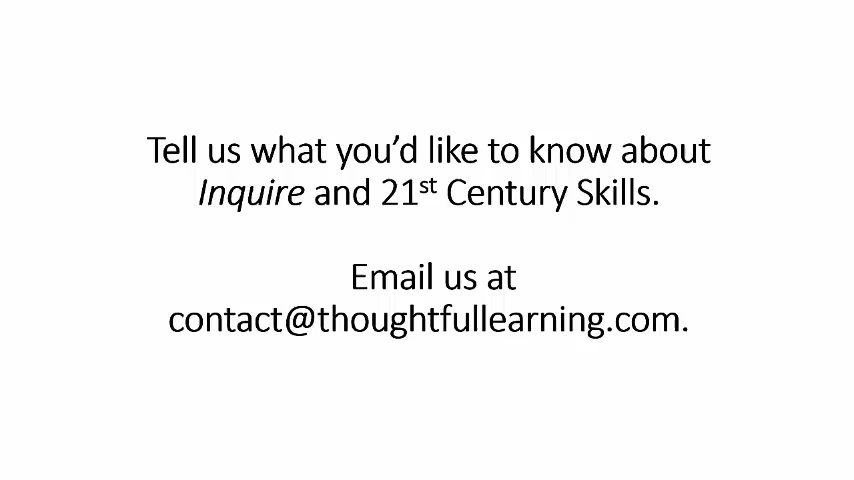 Tell us what you’d like to know about
Inquire and 21st Century Skills.
Email us at
contact@thoughtfullearning.com.